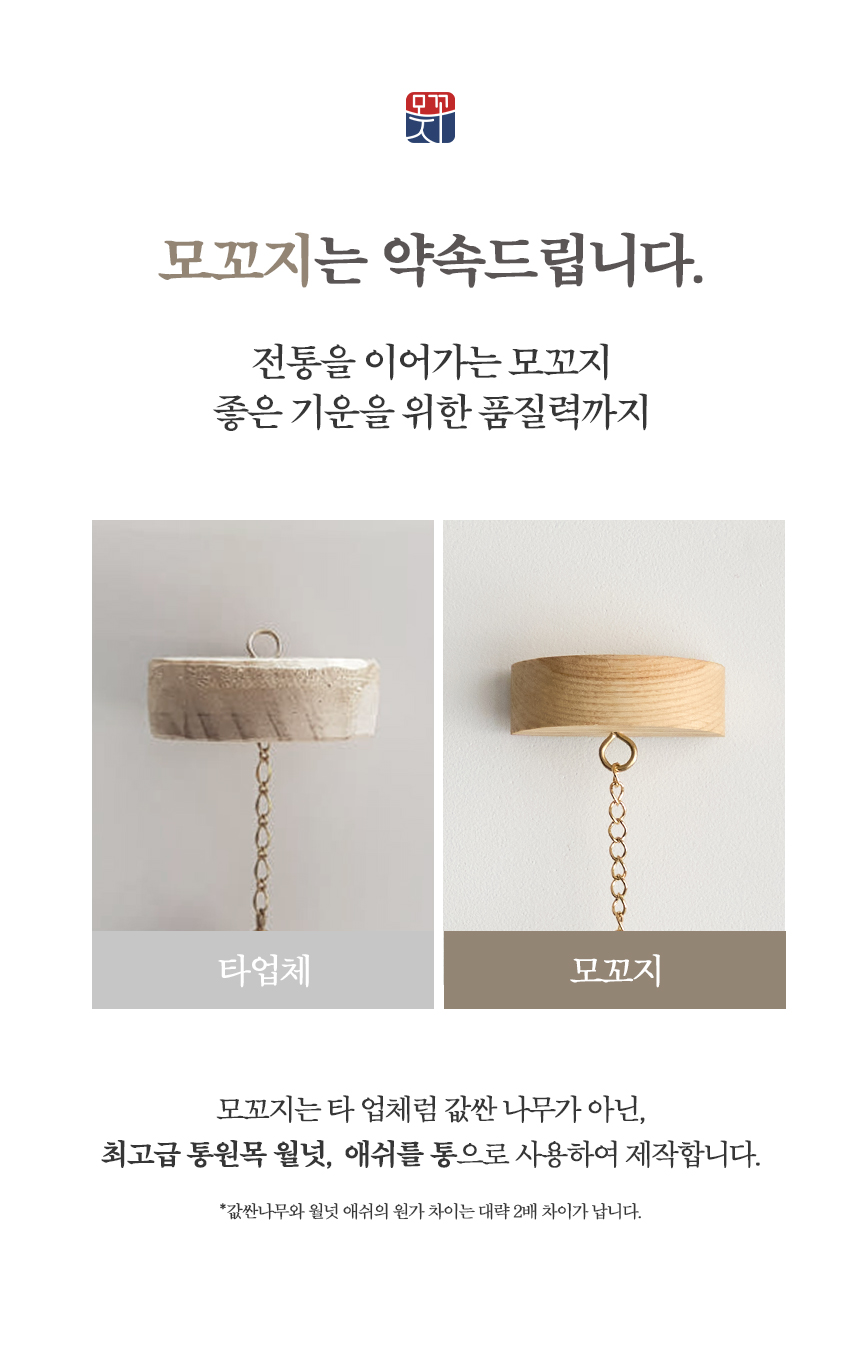 모꼬지
모꼬지는 약속드립니다.
전통을 이어가는 모꼬지
좋은 기운을 위한 품질력까지
타업체
모꼬지
모꼬지는 타 업체럼 값싼 나무가 아닌,
최고급 통원목 월넛, 애쉬를 통으로 사용하여 제작합니다.
*값싼나무와 월넛 애쉬의 원가 차이는 대략 2배 차이가 납니다.